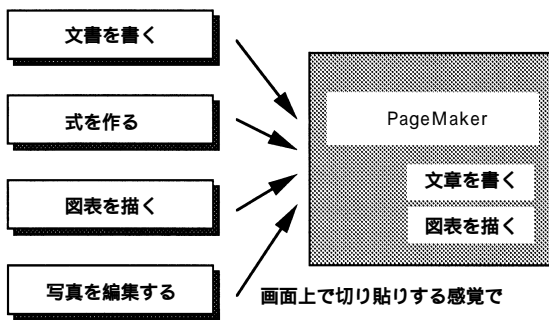 文書を書く
式を作る
図表を描く
写真を編集する
PageMaker
文章を書く
図表を描く
画面上で切り貼りする感覚で